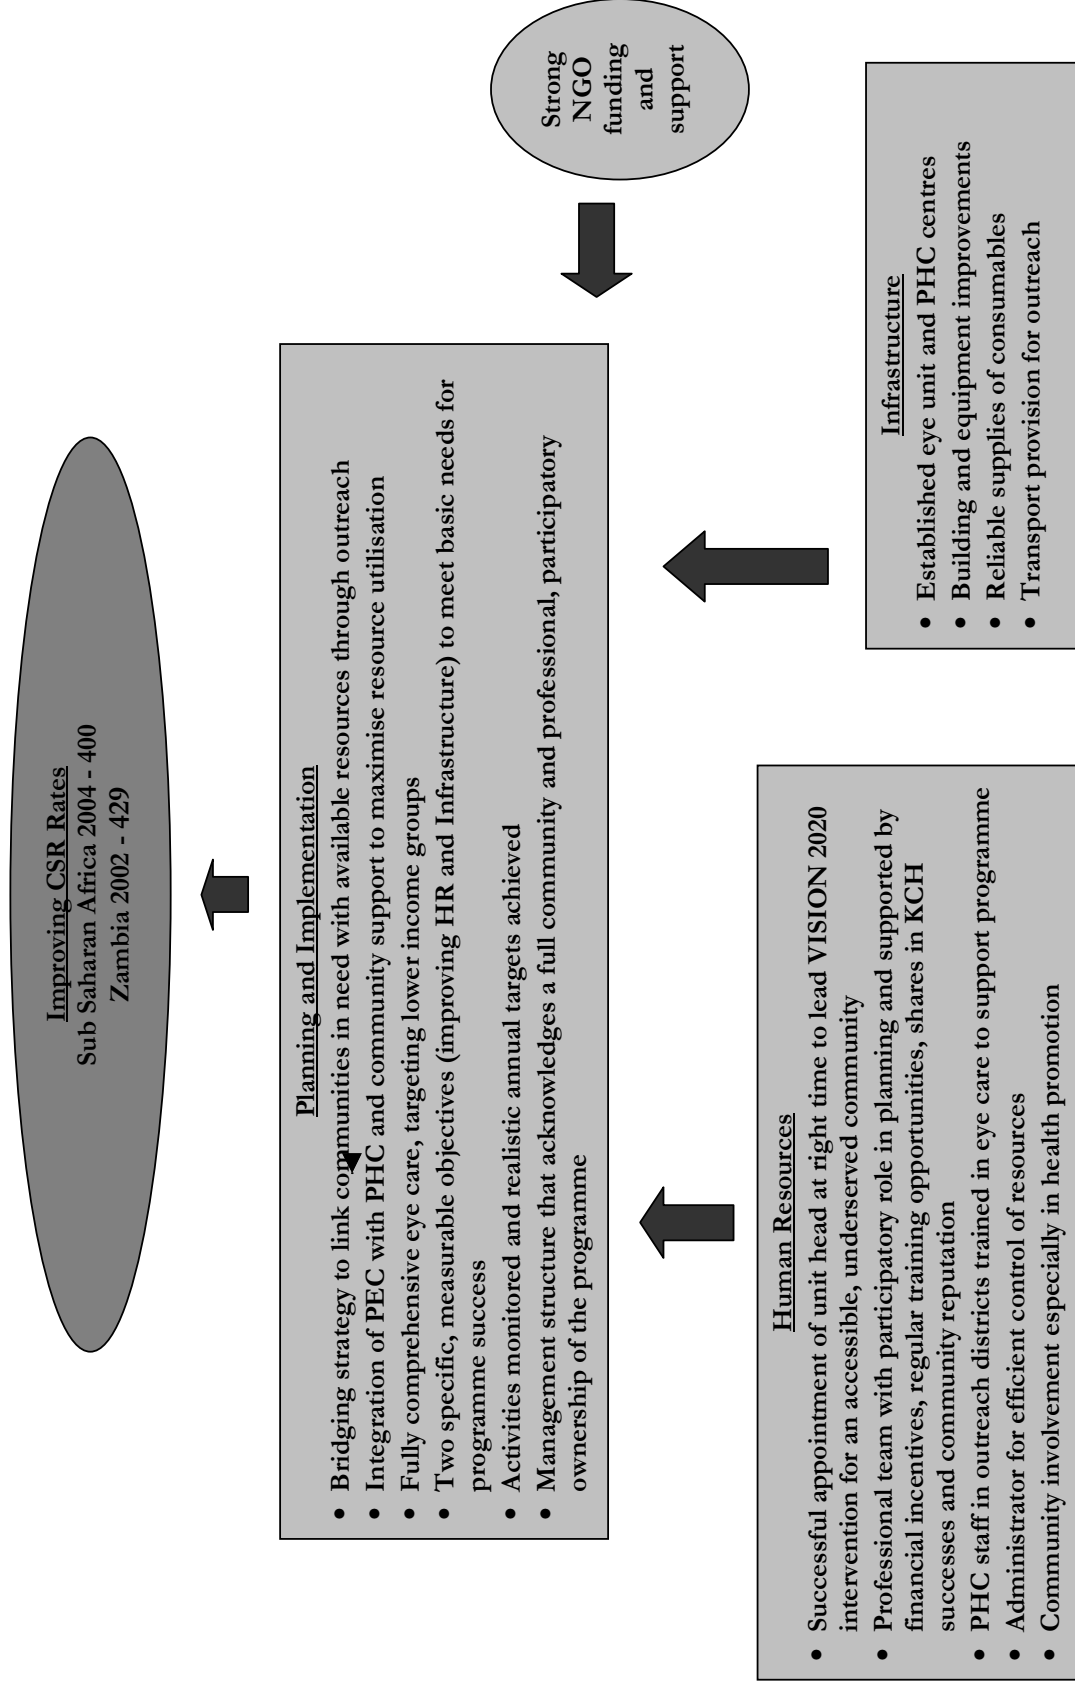 Improving CSR Rates
Sub Saharan Africa 2004 - 400
Zambia 2002 - 429
Planning and Implementation
• Bridging strategy to link communities in need with available resources through outreach
• Integration of PEC with PHC and community support to maximise resource utilisation
• Fully comprehensive eye care, targeting lower income groups
• Two specific, measurable objectives (improving HR and Infrastructure) to meet basic needs for
programme success
• Activities monitored and realistic annual targets achieved
• Management structure that acknowledges a full community and professional, participatory
ownership of the programme
Strong
NGO
funding
and
support
Human Resources
• Successful appointment of unit head at right time to lead VISION 2020
intervention for an accessible, underserved community
• Professional team with participatory role in planning and supported by
financial incentives, regular training opportunities, shares in KCH
successes and community reputation
• PHC staff in outreach districts trained in eye care to support programme
• Administrator for efficient control of resources
• Community involvement especially in health promotion
Infrastructure
• Established eye unit and PHC centres
• Building and equipment improvements
• Reliable supplies of consumables
• Transport provision for outreach